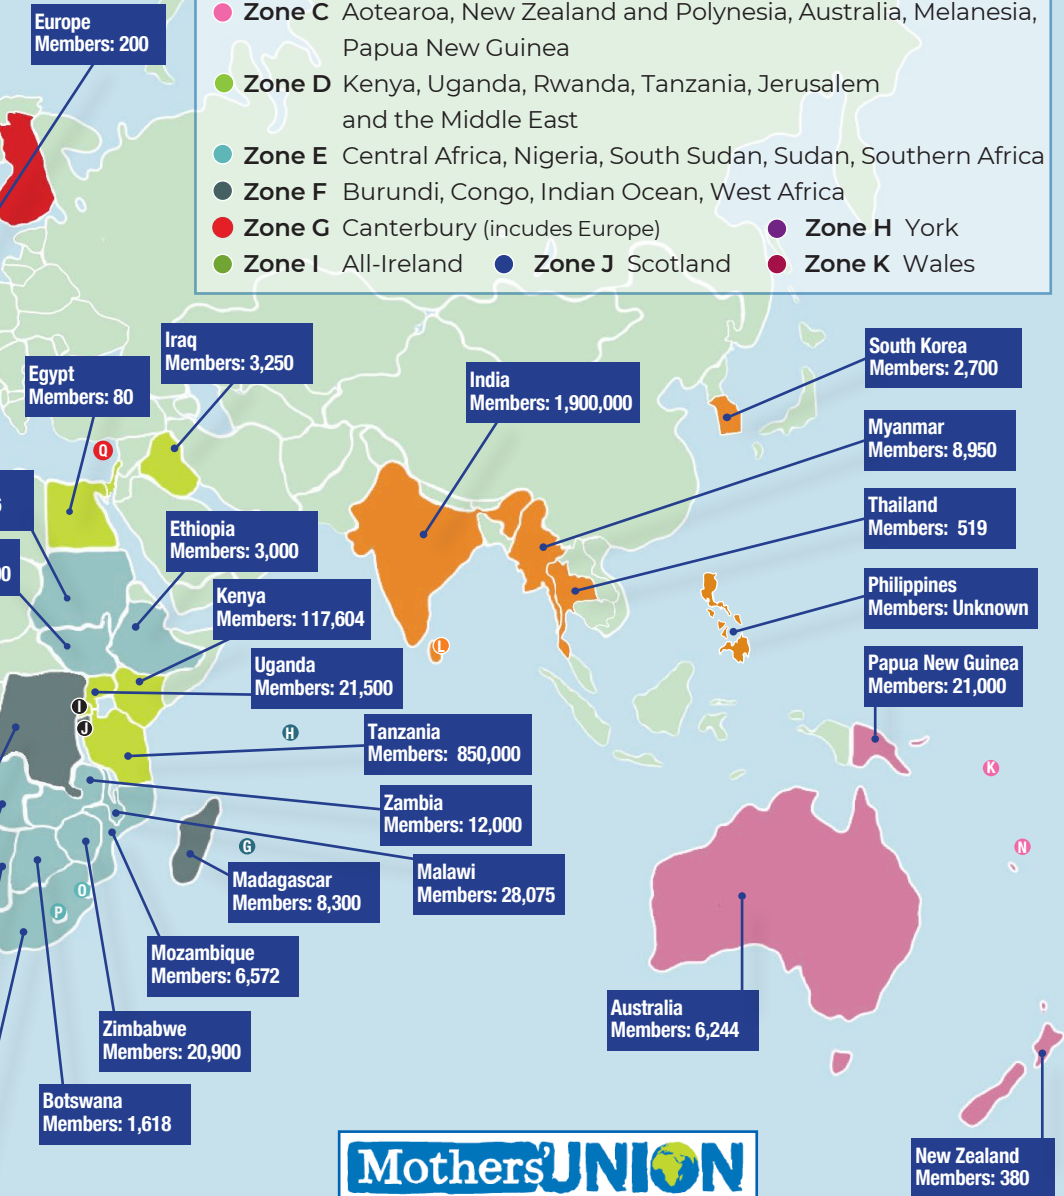 Europe
Members: 200
Zone C Aotearoa, New Zealand and Polynesia, Australia, Melanesia,
Papua New Guinea
Zone D Kenya, Uganda, Rwanda, Tanzania, Jerusalem
and the Middle East
Zone E Central Africa, Nigeria, South Sudan, Sudan, Southern Africa
Zone F Burundi, Congo, Indian Ocean, West Africa
Zone G Canterbury (incudes Europe) Zone H York
Zone I All-Ireland Zone J Scotland Zone K Wales
Iraq
Members: 3,250
Egypt
Members: 80
India
Members: 1,900,000
South Korea
Members: 2,700
Myanmar
Members: 8,950
Q
Thailand
Members: 519
Ethiopia
Members: 3,000
Kenya
Members: 117,604
Philippines
Members: Unknown
L
Uganda
Members: 21,500
Papua New Guinea
Members: 21,000
I
J
H
Tanzania
Members: 850,000
K
Zambia
Members: 12,000
G
N
Madagascar
Members: 8,300
Malawi
Members: 28,075
O
P
Mozambique
Members: 6,572
Australia
Members: 6,244
Zimbabwe
Members: 20,900
Botswana
Members: 1,618
Mothers' UNION
New Zealand
Members: 380